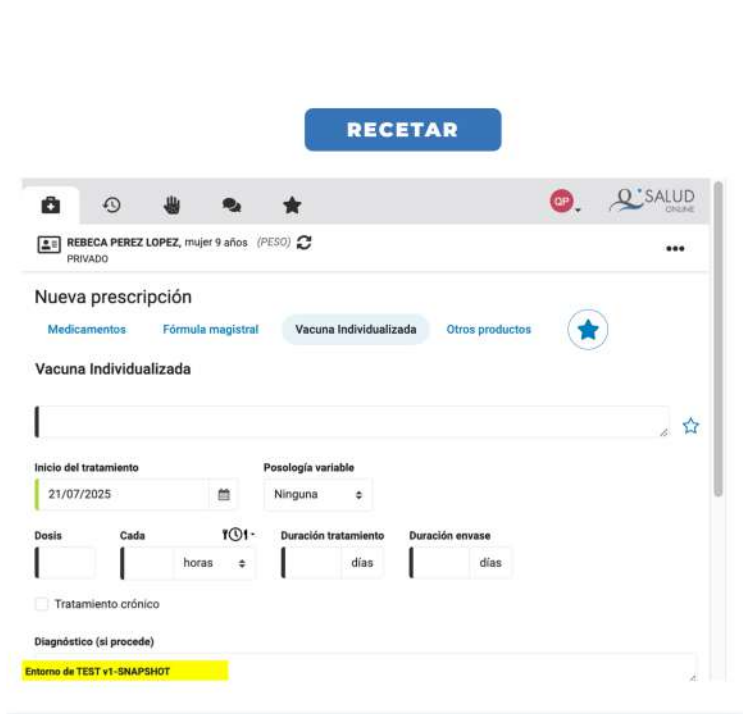 RECETAR
QP
SALUD
ONLINE
REBECA PEREZ LOPEZ, mujer 9 años (PESO)
PRIVADO
Nueva prescripción
Medicamentos Fórmula magistral Vacuna Individualizada Otros productos
Vacuna Individualizada
Inicio del tratamiento Posología variable
21/07/2025 Ninguna
Dosis Cada Duración tratamiento Duración envase
horas días días
Tratamiento crónico
Diagnóstico (si procede)
Entorno de TEST v1-SNAPSHOT